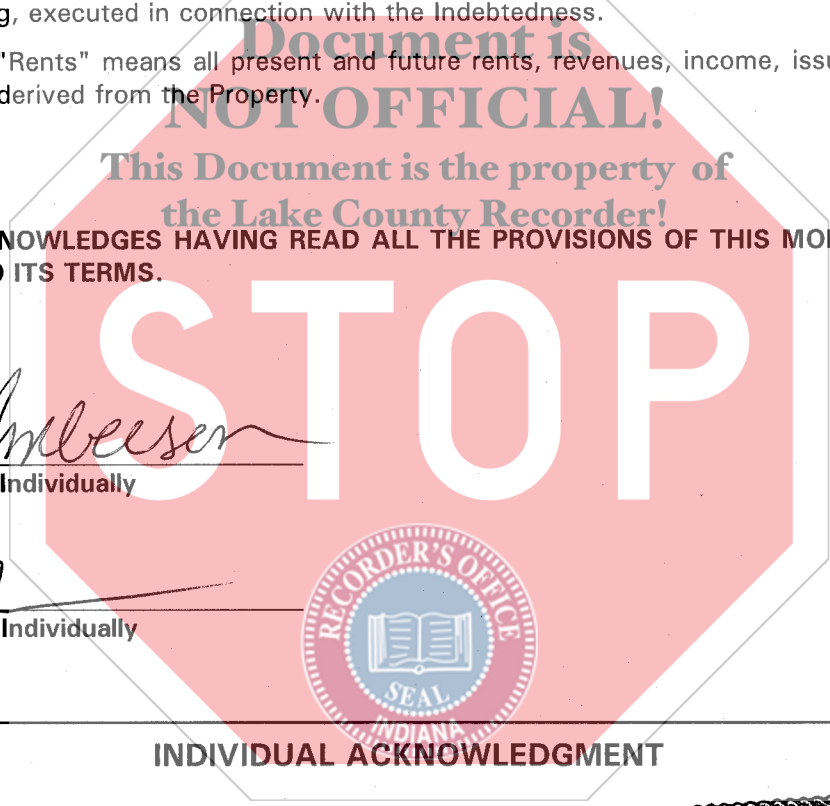 g, executed in connection with the Indebtedness.
Document is
"Rents" means all present and future rents, revenues, income, issu
derived from the Property.
NOT OFFICIAL!
This Document is the property of
the Lake County Recorder!
NOWLEDGES HAVING READ ALL THE PROVISIONS OF THIS MO
ITS TERMS.
STOP
Individually
RECORDER'S OFFICE
SEAL
INDIANA
Individually
INDIVIDUAL ACKNOWLEDGMENT